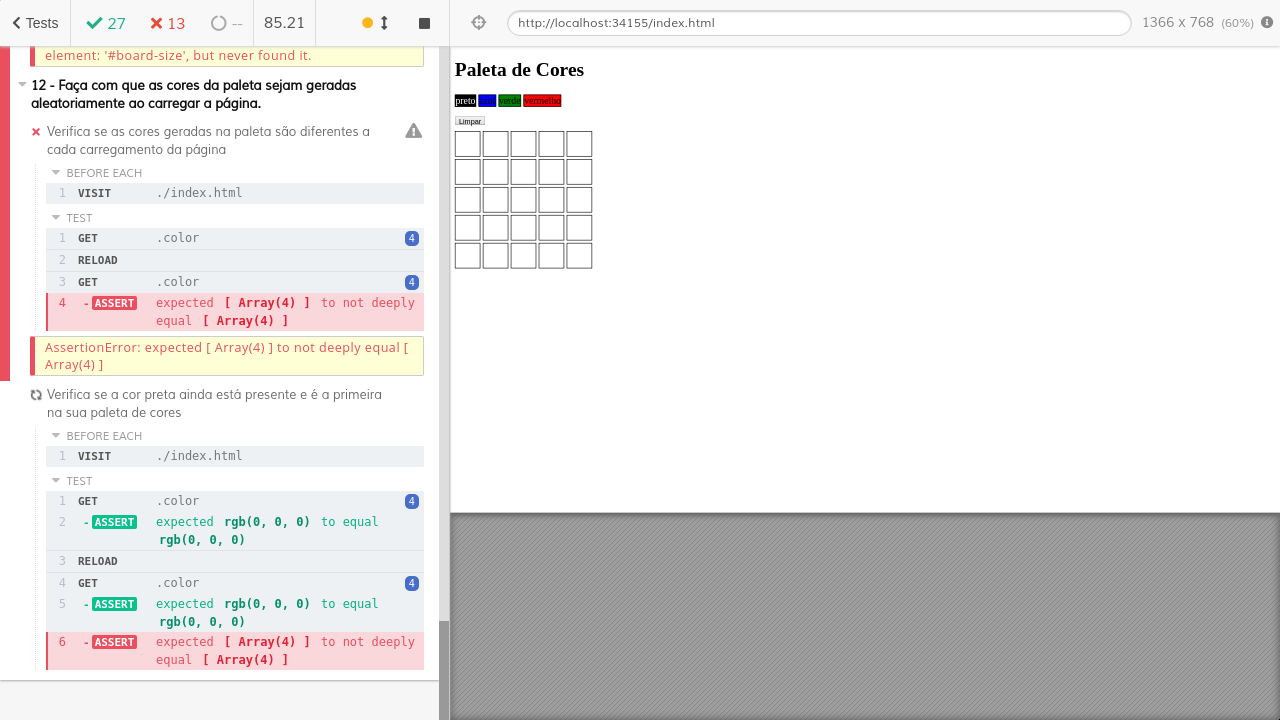 Tests
27
13
--
85.21
http://localhost:34155/index.html
1366 x 768 (60%)
element: '#board-size', but never found it.
12 - Faça com que as cores da paleta sejam geradas
aleatoriamente ao carregar a página.
Verifica se as cores geradas na paleta são diferentes a
cada carregamento da página
BEFORE EACH
1 VISIT ./index.html
TEST
1 GET .color 4
2 RELOAD
3 GET .color 4
4 -ASSERT expected [ Array(4) ] to not deeply
equal [ Array(4) ]
AssertionError: expected [ Array(4) ] to not deeply equal [
Array(4) ]
Verifica se a cor preta ainda está presente e é a primeira
na sua paleta de cores
BEFORE EACH
1 VISIT ./index.html
TEST
1 GET .color 4
2 -ASSERT expected rgb(0, 0, 0) to equal
rgb(0, 0, 0)
3 RELOAD
4 GET .color 4
5 -ASSERT expected rgb(0, 0, 0) to equal
rgb(0, 0, 0)
6 -ASSERT expected [ Array(4) ] to not deeply
equal [ Array(4) ]
Paleta de Cores
preto verde vermelho
Limpar